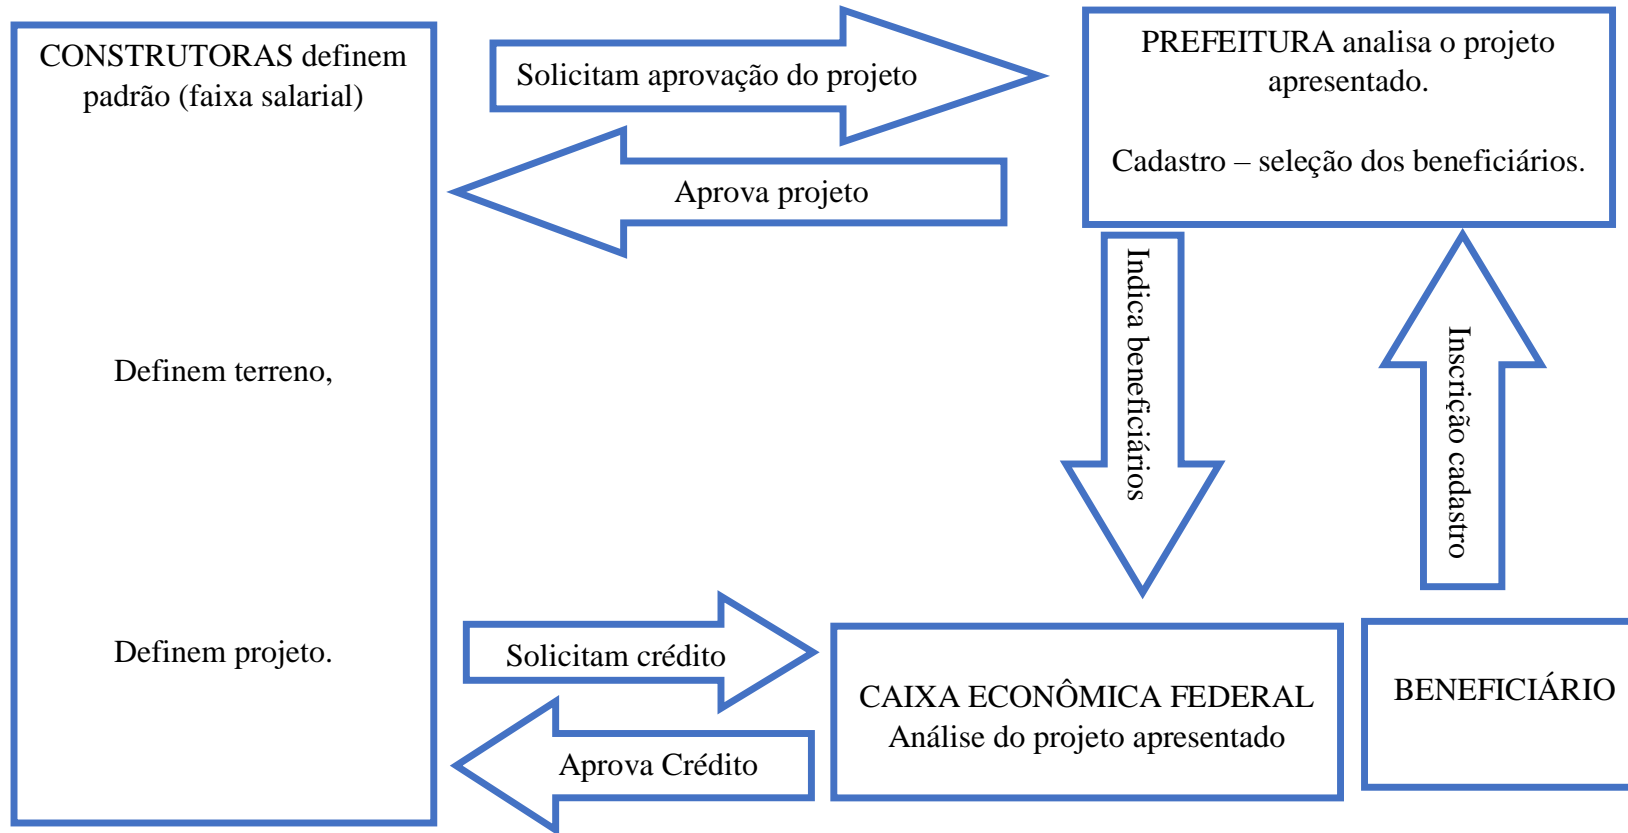 CONSTRUTORAS definem
padrão (faixa salarial)
Definem terreno,
Definem projeto.
Solicitam aprovação do projeto
Aprova projeto
PREFEITURA analisa o projeto
apresentado.
Cadastro – seleção dos beneficiários.
Indica beneficiários
Inscrição cadastro
Solicitam crédito
Aprova Crédito
CAIXA ECONÔMICA FEDERAL
Análise do projeto apresentado
BENEFICIÁRIO